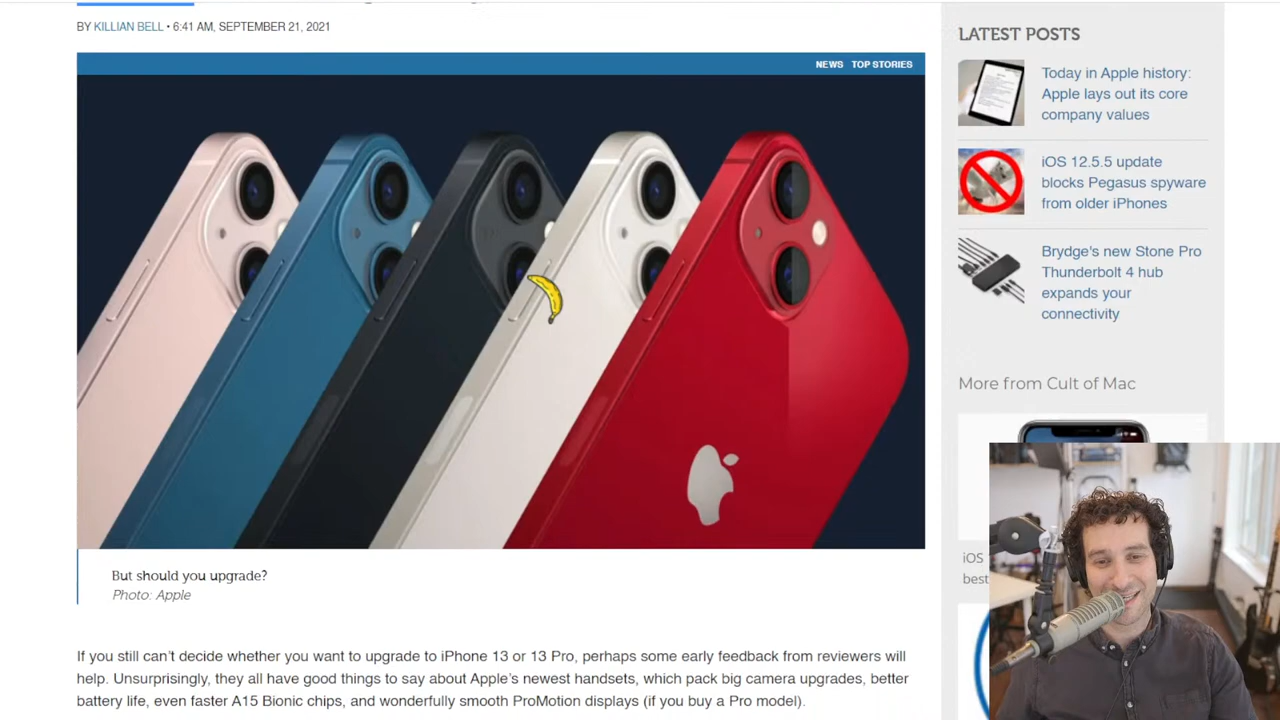 BY KILLIAN BELL • 6:41 AM, SEPTEMBER 21, 2021
NEWS TOP STORIES
But should you upgrade?
Photo: Apple
If you still can't decide whether you want to upgrade to iPhone 13 or 13 Pro, perhaps some early feedback from reviewers will
help. Unsurprisingly, they all have good things to say about Apple's newest handsets, which pack big camera upgrades, better
battery life, even faster A15 Bionic chips, and wonderfully smooth ProMotion displays (if you buy a Pro model).
LATEST POSTS
Today in Apple history:
Apple lays out its core
company values
iOS 12.5.5 update
blocks Pegasus spyware
from older iPhones
Brydge's new Stone Pro
Thunderbolt 4 hub
expands your
connectivity
More from Cult of Mac
iOS
best